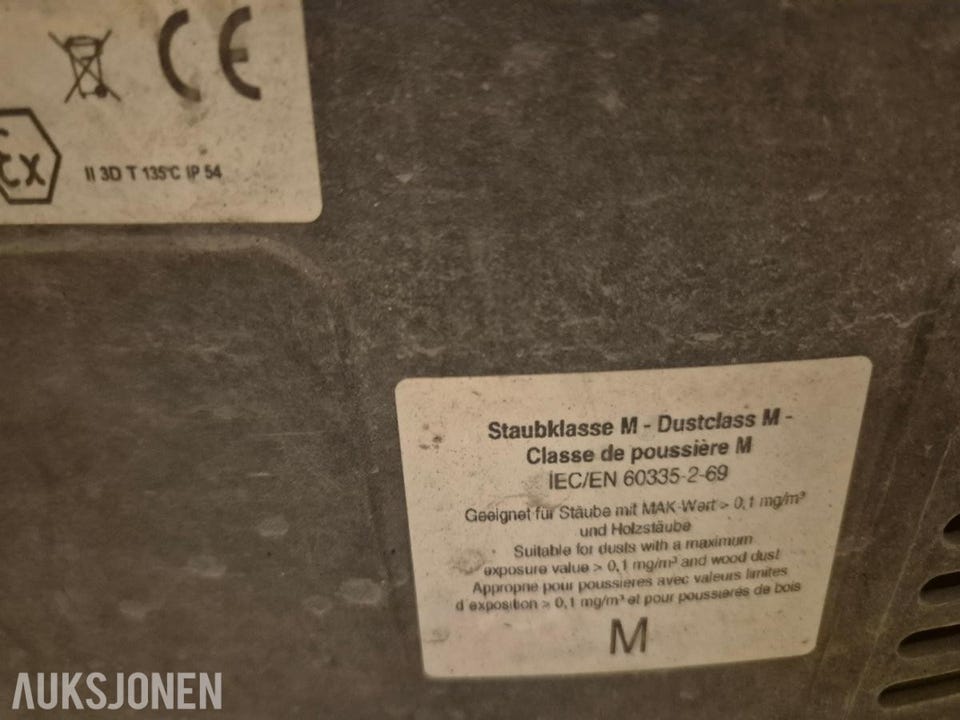 CE
εx II 3D T 135°C IP 54
Staubklasse M - Dustclass M -
Classe de poussière M
IEC/EN 60335-2-69
Geeignet für Stäube mit MAK-Wert > 0,1 mg/m³
und Holzstäube
Suitable for dusts with a maximum
exposure value > 0,1 mg/m³ and wood dust
Approprie pour poussières avec valeurs limites
d'exposition > 0,1 mg/m³ et pour poussières de bois
M
AUKSJONEN